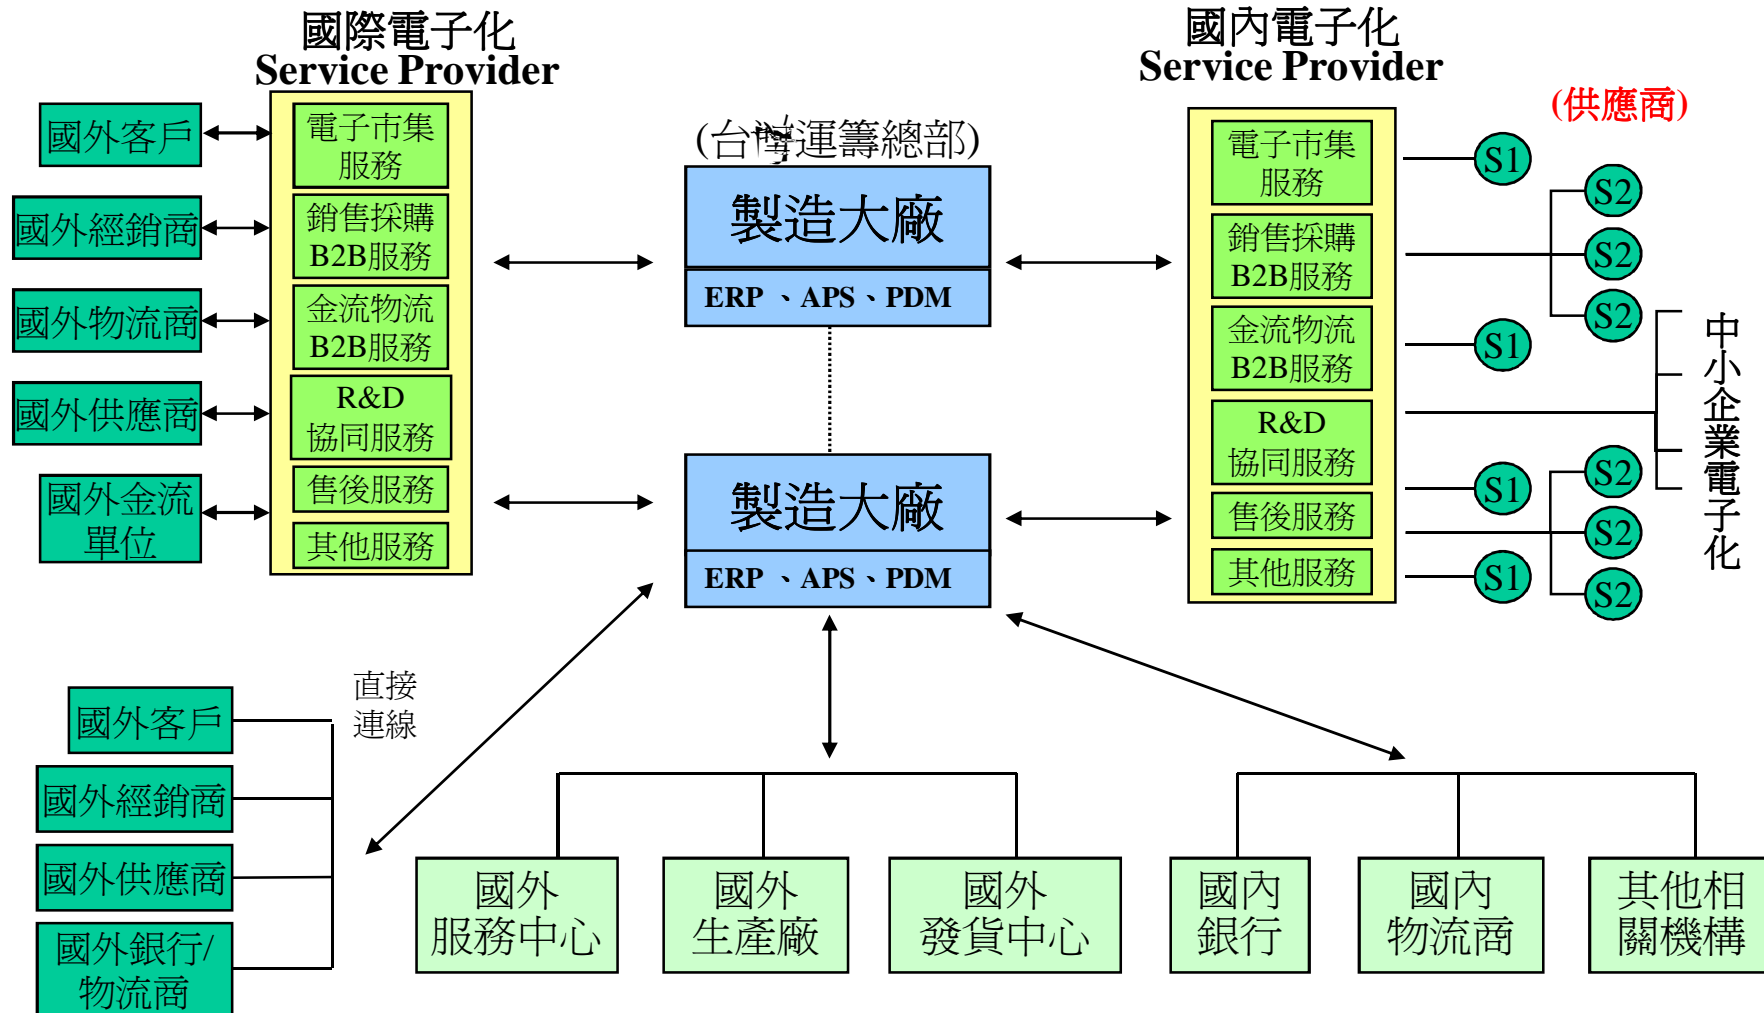 國際電子化
Service Provider
國外客戶
國外經銷商
國外物流商
國外供應商
國外金流
單位
電子市集
服務
銷售採購
B2B服務
金流物流
B2B服務
R&D
協同服務
售後服務
其他服務
(台灣運籌總部)
製造大廠
ERP 、APS、PDM
製造大廠
ERP 、APS、PDM
國內電子化
Service Provider
電子市集
服務
銷售採購
B2B服務
金流物流
B2B服務
R&D
協同服務
售後服務
其他服務
(供應商)
S1
S2
S2
S2
S1
S2
S1
S2
S1
S2
中小企業電子化
直接
連線
國外客戶
國外經銷商
國外供應商
國外銀行/
物流商
國外
服務中心
國外
生產廠
國外
發貨中心
國內
銀行
國內
物流商
其他相
關機構